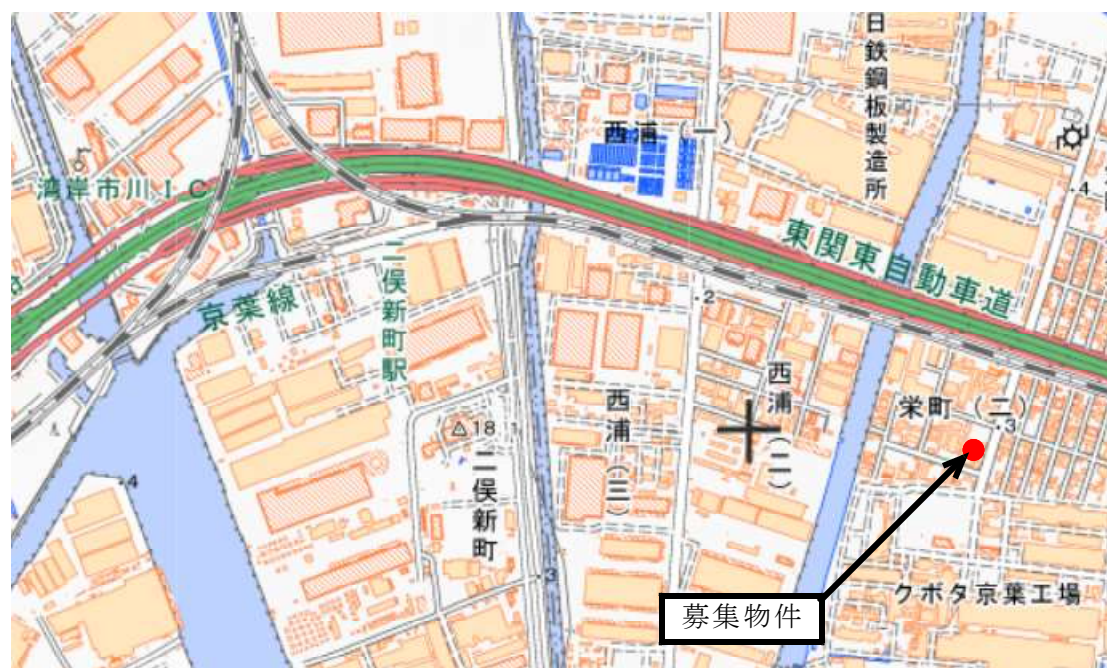 日鉄鋼板製造所
西浦（一）
湾岸市川ＩＣ
4
東関東自動車道
二俣新町駅
京葉線
2
西浦（二）
西浦（三）
栄町（二）
3
18
二俣新町
4
3
クボタ京葉工場
募集物件